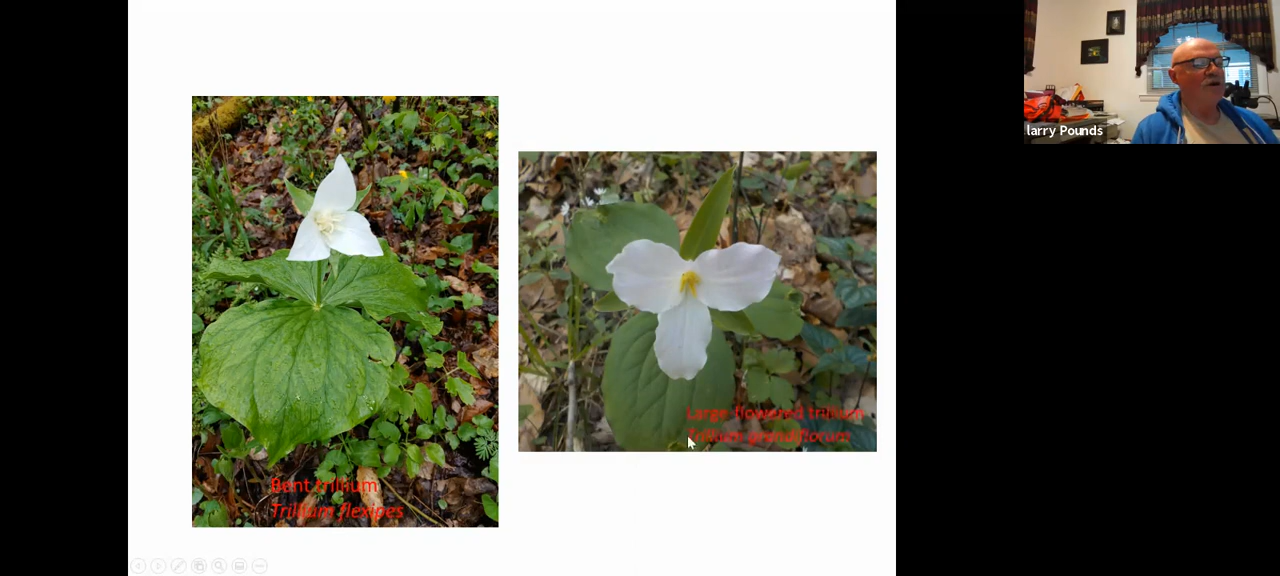 larry Pounds
Large flowered trillium
Trillium grandiflorum
Bent trillium
Trillium flexipes